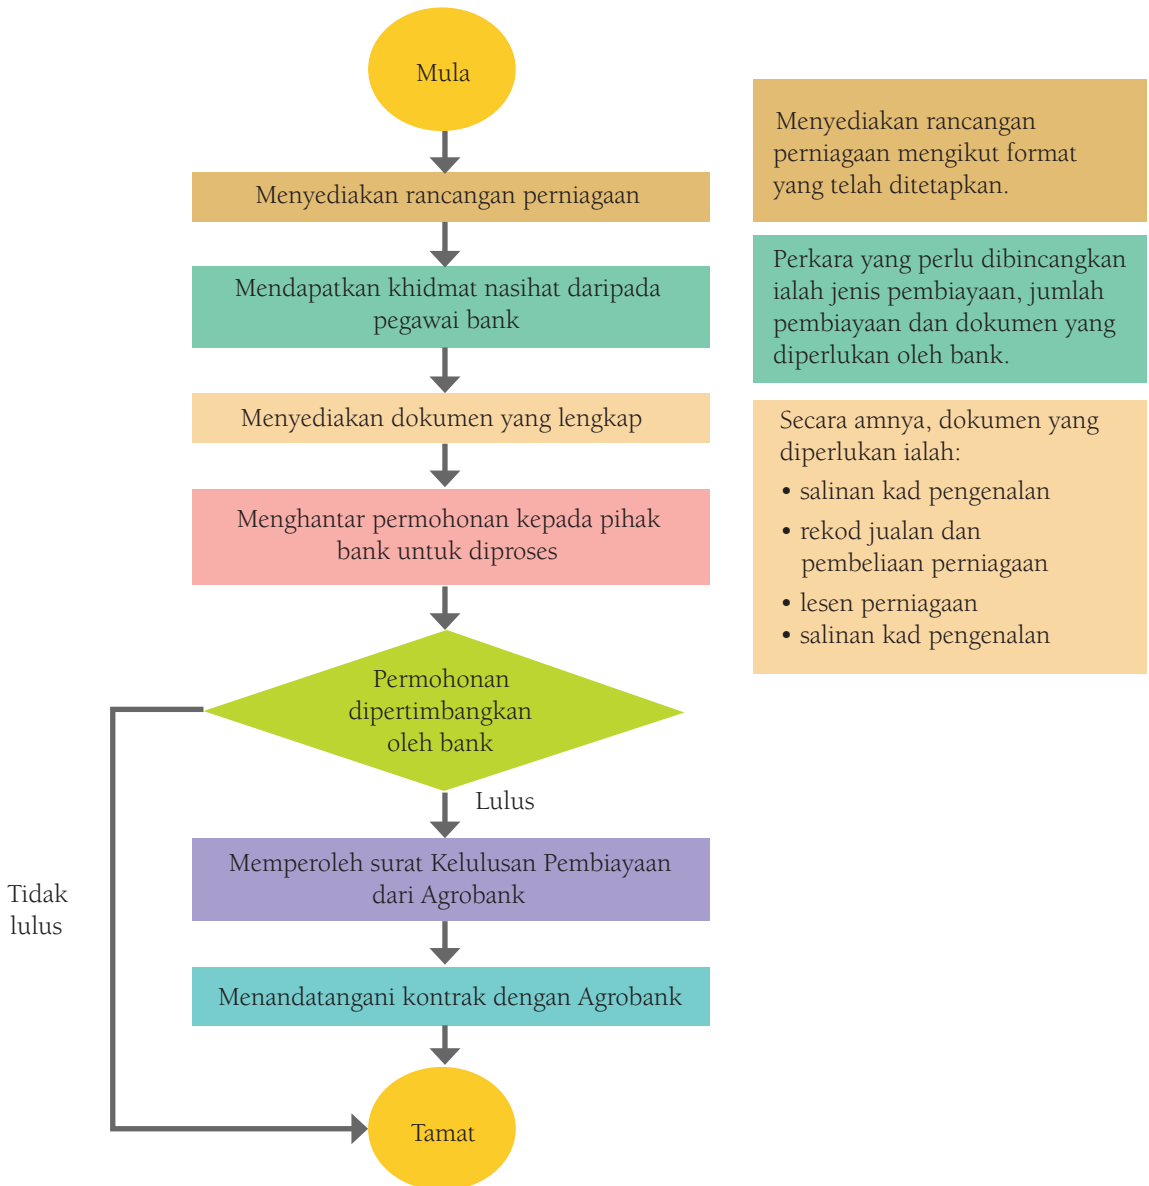 Mula
Menyediakan rancangan perniagaan
Mendapatkan khidmat nasihat daripada
pegawai bank
Menyediakan dokumen yang lengkap
Menghantar permohonan kepada pihak
bank untuk diproses
Permohonan
dipertimbangkan
oleh bank
Lulus
Memperoleh surat Kelulusan Pembiayaan
dari Agrobank
Menandatangani kontrak dengan Agrobank
Tamat
Tidak
lulus
Menyediakan rancangan
perniagaan mengikut format
yang telah ditetapkan.
Perkara yang perlu dibincangkan
ialah jenis pembiayaan, jumlah
pembiayaan dan dokumen yang
diperlukan oleh bank.
Secara amnya, dokumen yang
diperlukan ialah:
• salinan kad pengenalan
• rekod jualan dan
pembeliaan perniagaan
• lesen perniagaan
• salinan kad pengenalan